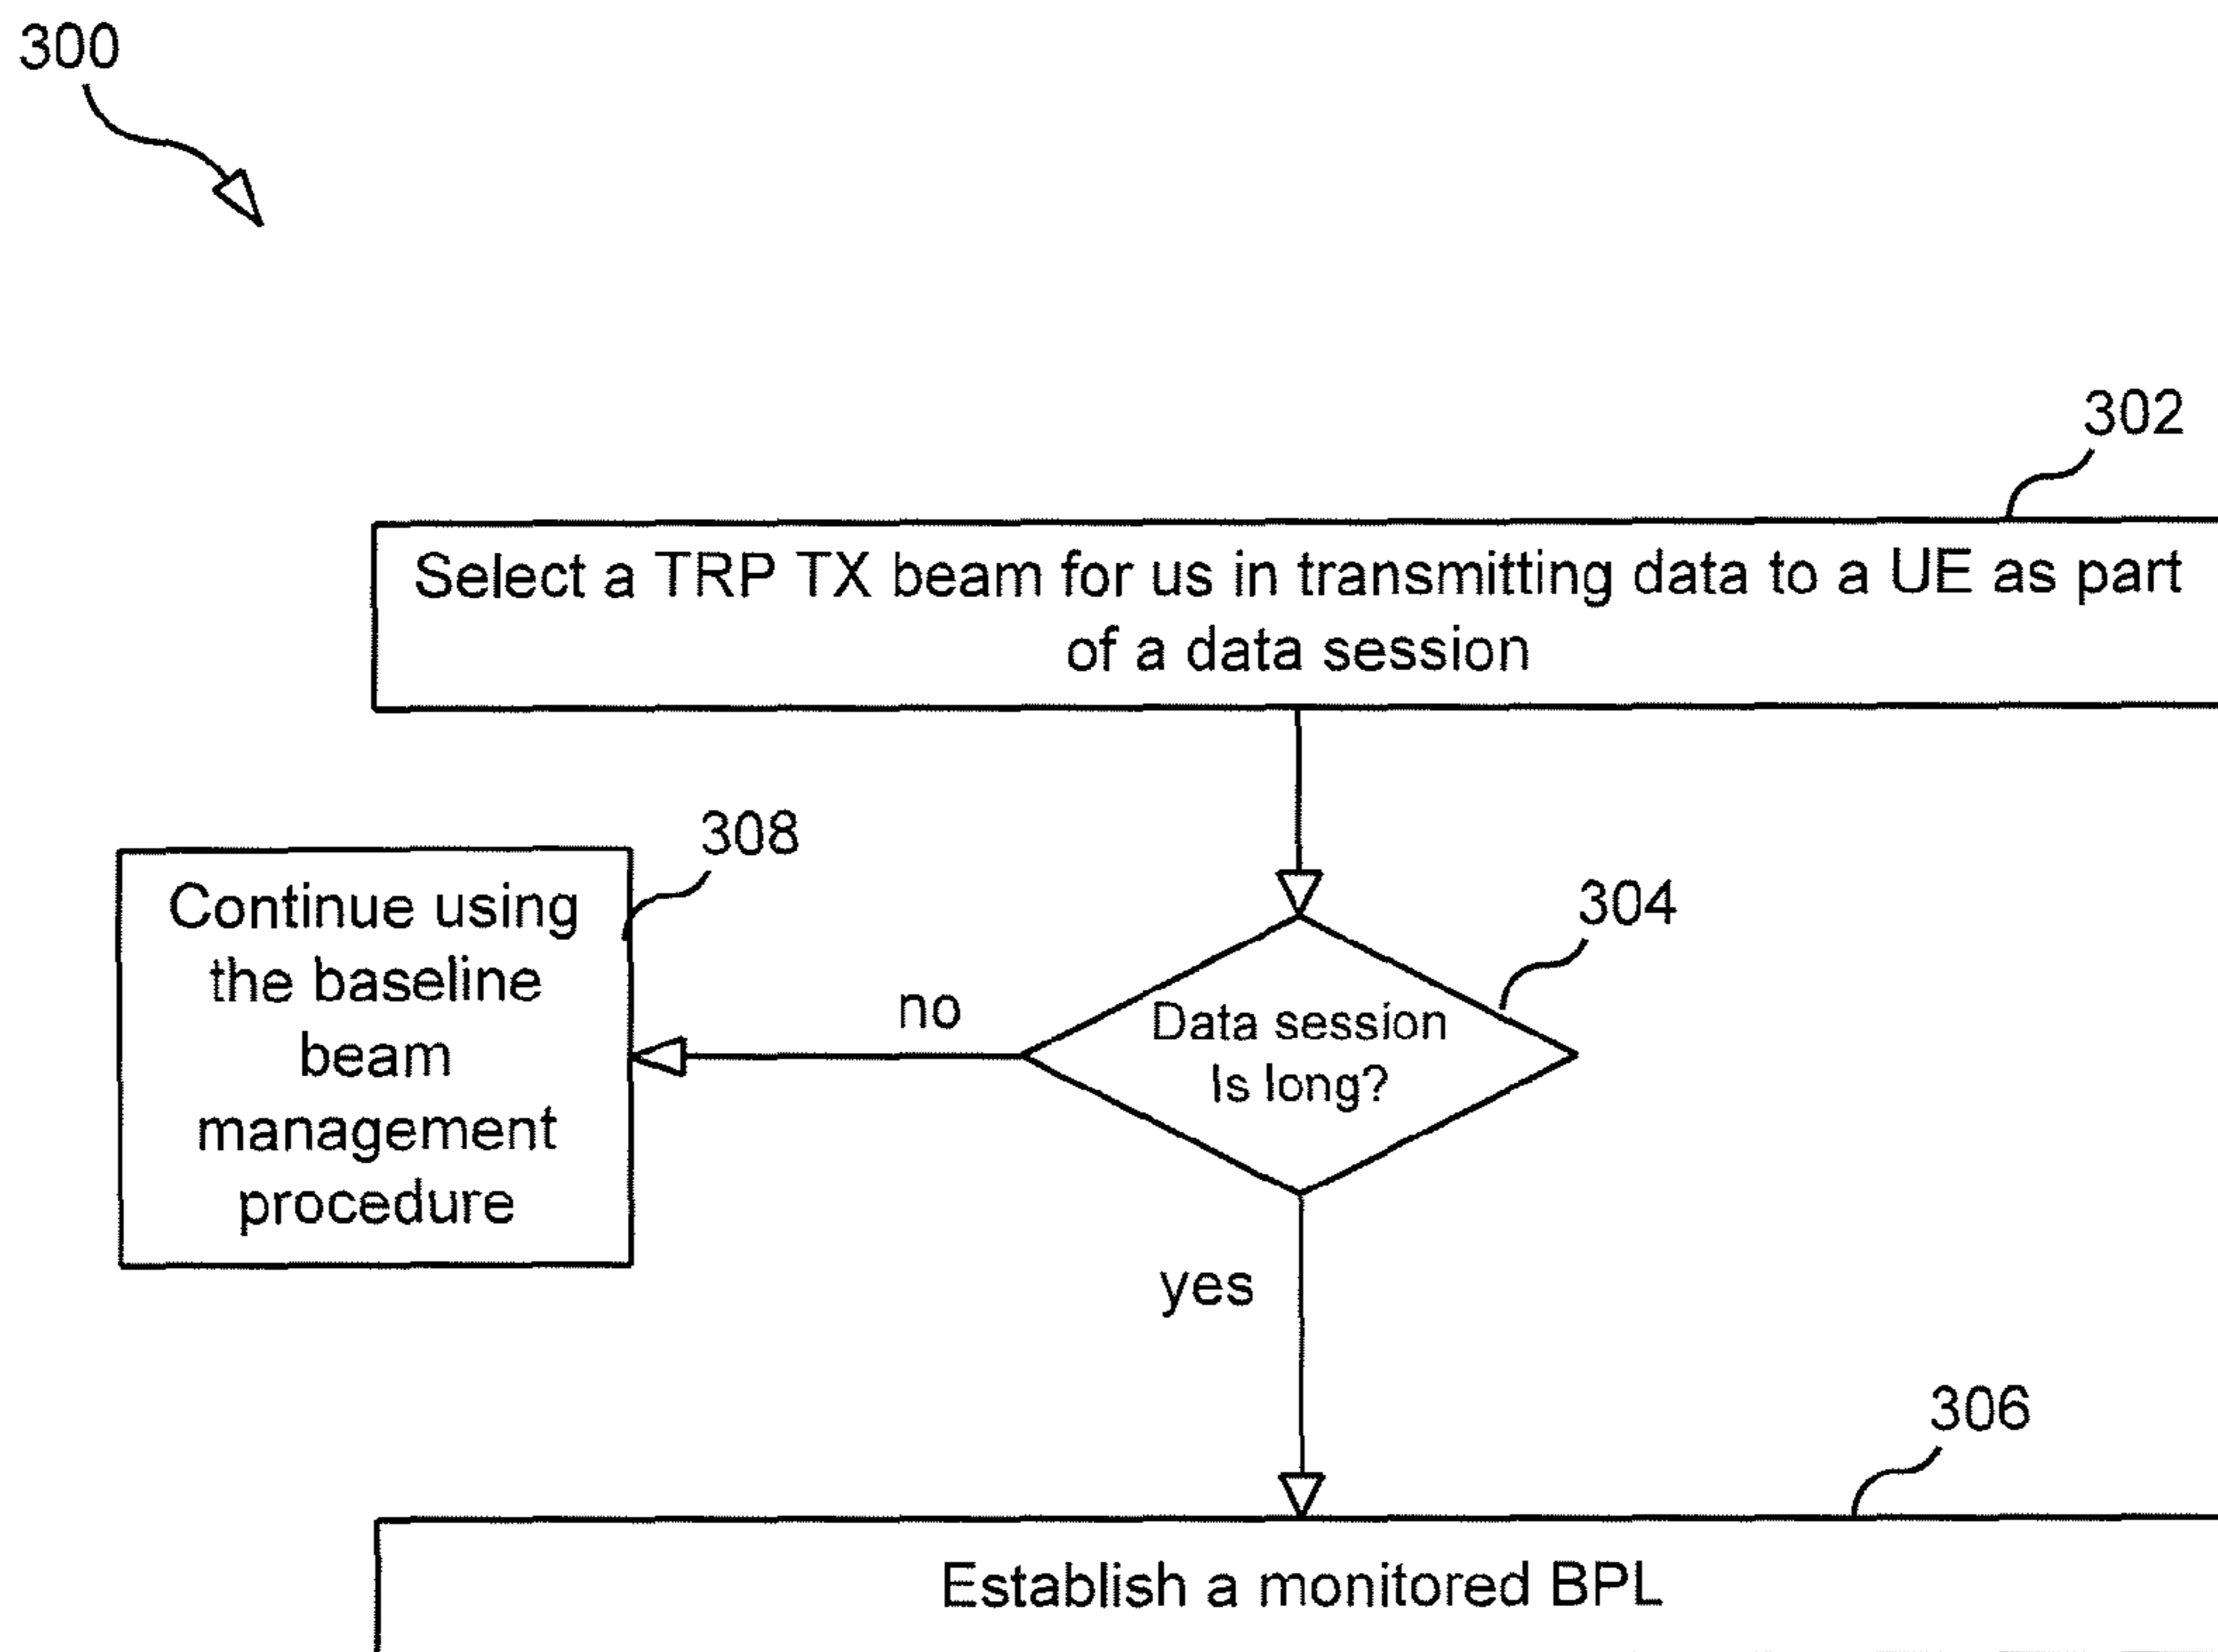 300
302
Select a TRP TX beam for us in transmitting data to a UE as part
of a data session
308
Continue using
the baseline
beam
management
procedure
no
304
Data session
Is long?
yes
306
Establish a monitored BPL